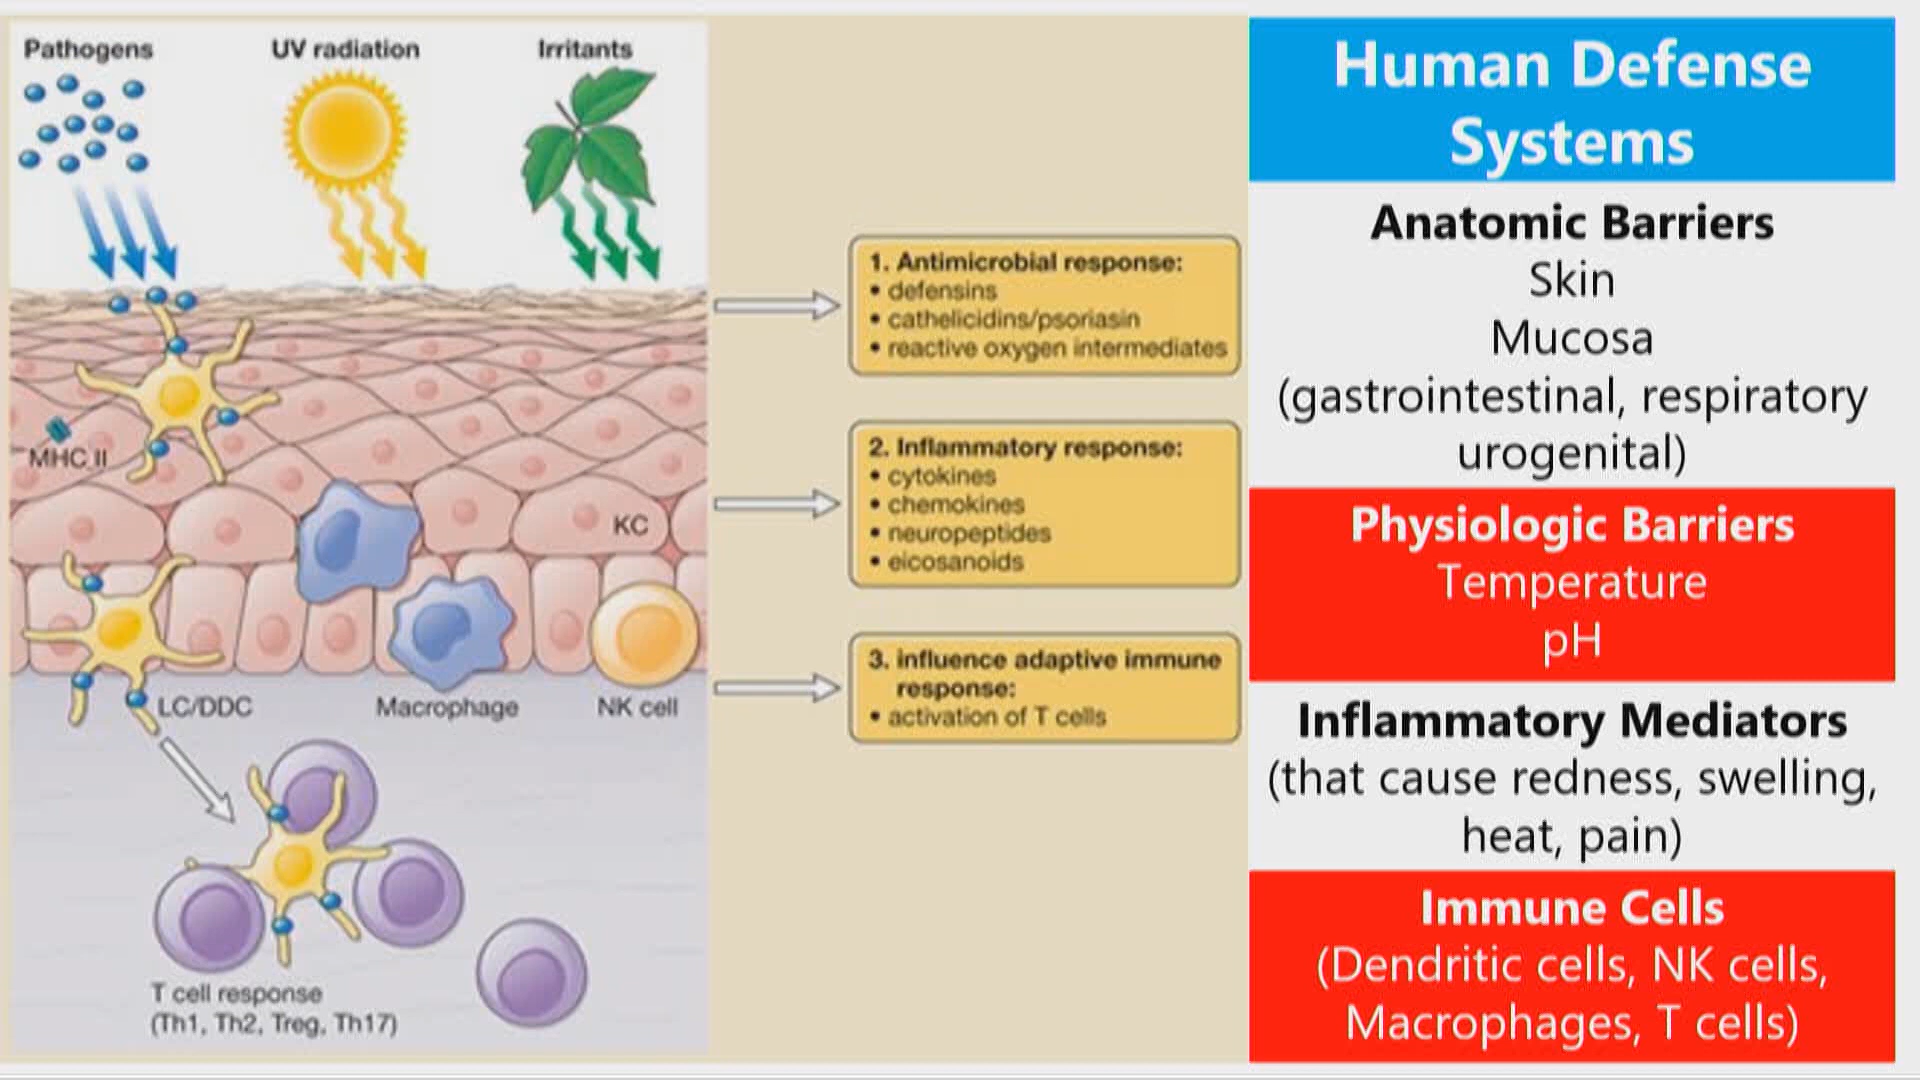 Pathogens
UV radiation
Irritants
MHC II
KC
LC/DDC
Macrophage
NK cell
T cell response
(Th1, Th2, Treg, Th17)
1. Antimicrobial response:
• defensins
• cathelicidins/psoriasin
• reactive oxygen intermediates
2. Inflammatory response:
• cytokines
• chemokines
• neuropeptides
• eicosanoids
3. influence adaptive immune
response:
• activation of T cells
Human Defense
Systems
Anatomic Barriers
Skin
Mucosa
(gastrointestinal, respiratory
urogenital)
Physiologic Barriers
Temperature
pH
Inflammatory Mediators
(that cause redness, swelling,
heat, pain)
Immune Cells
(Dendritic cells, NK cells,
Macrophages, T cells)